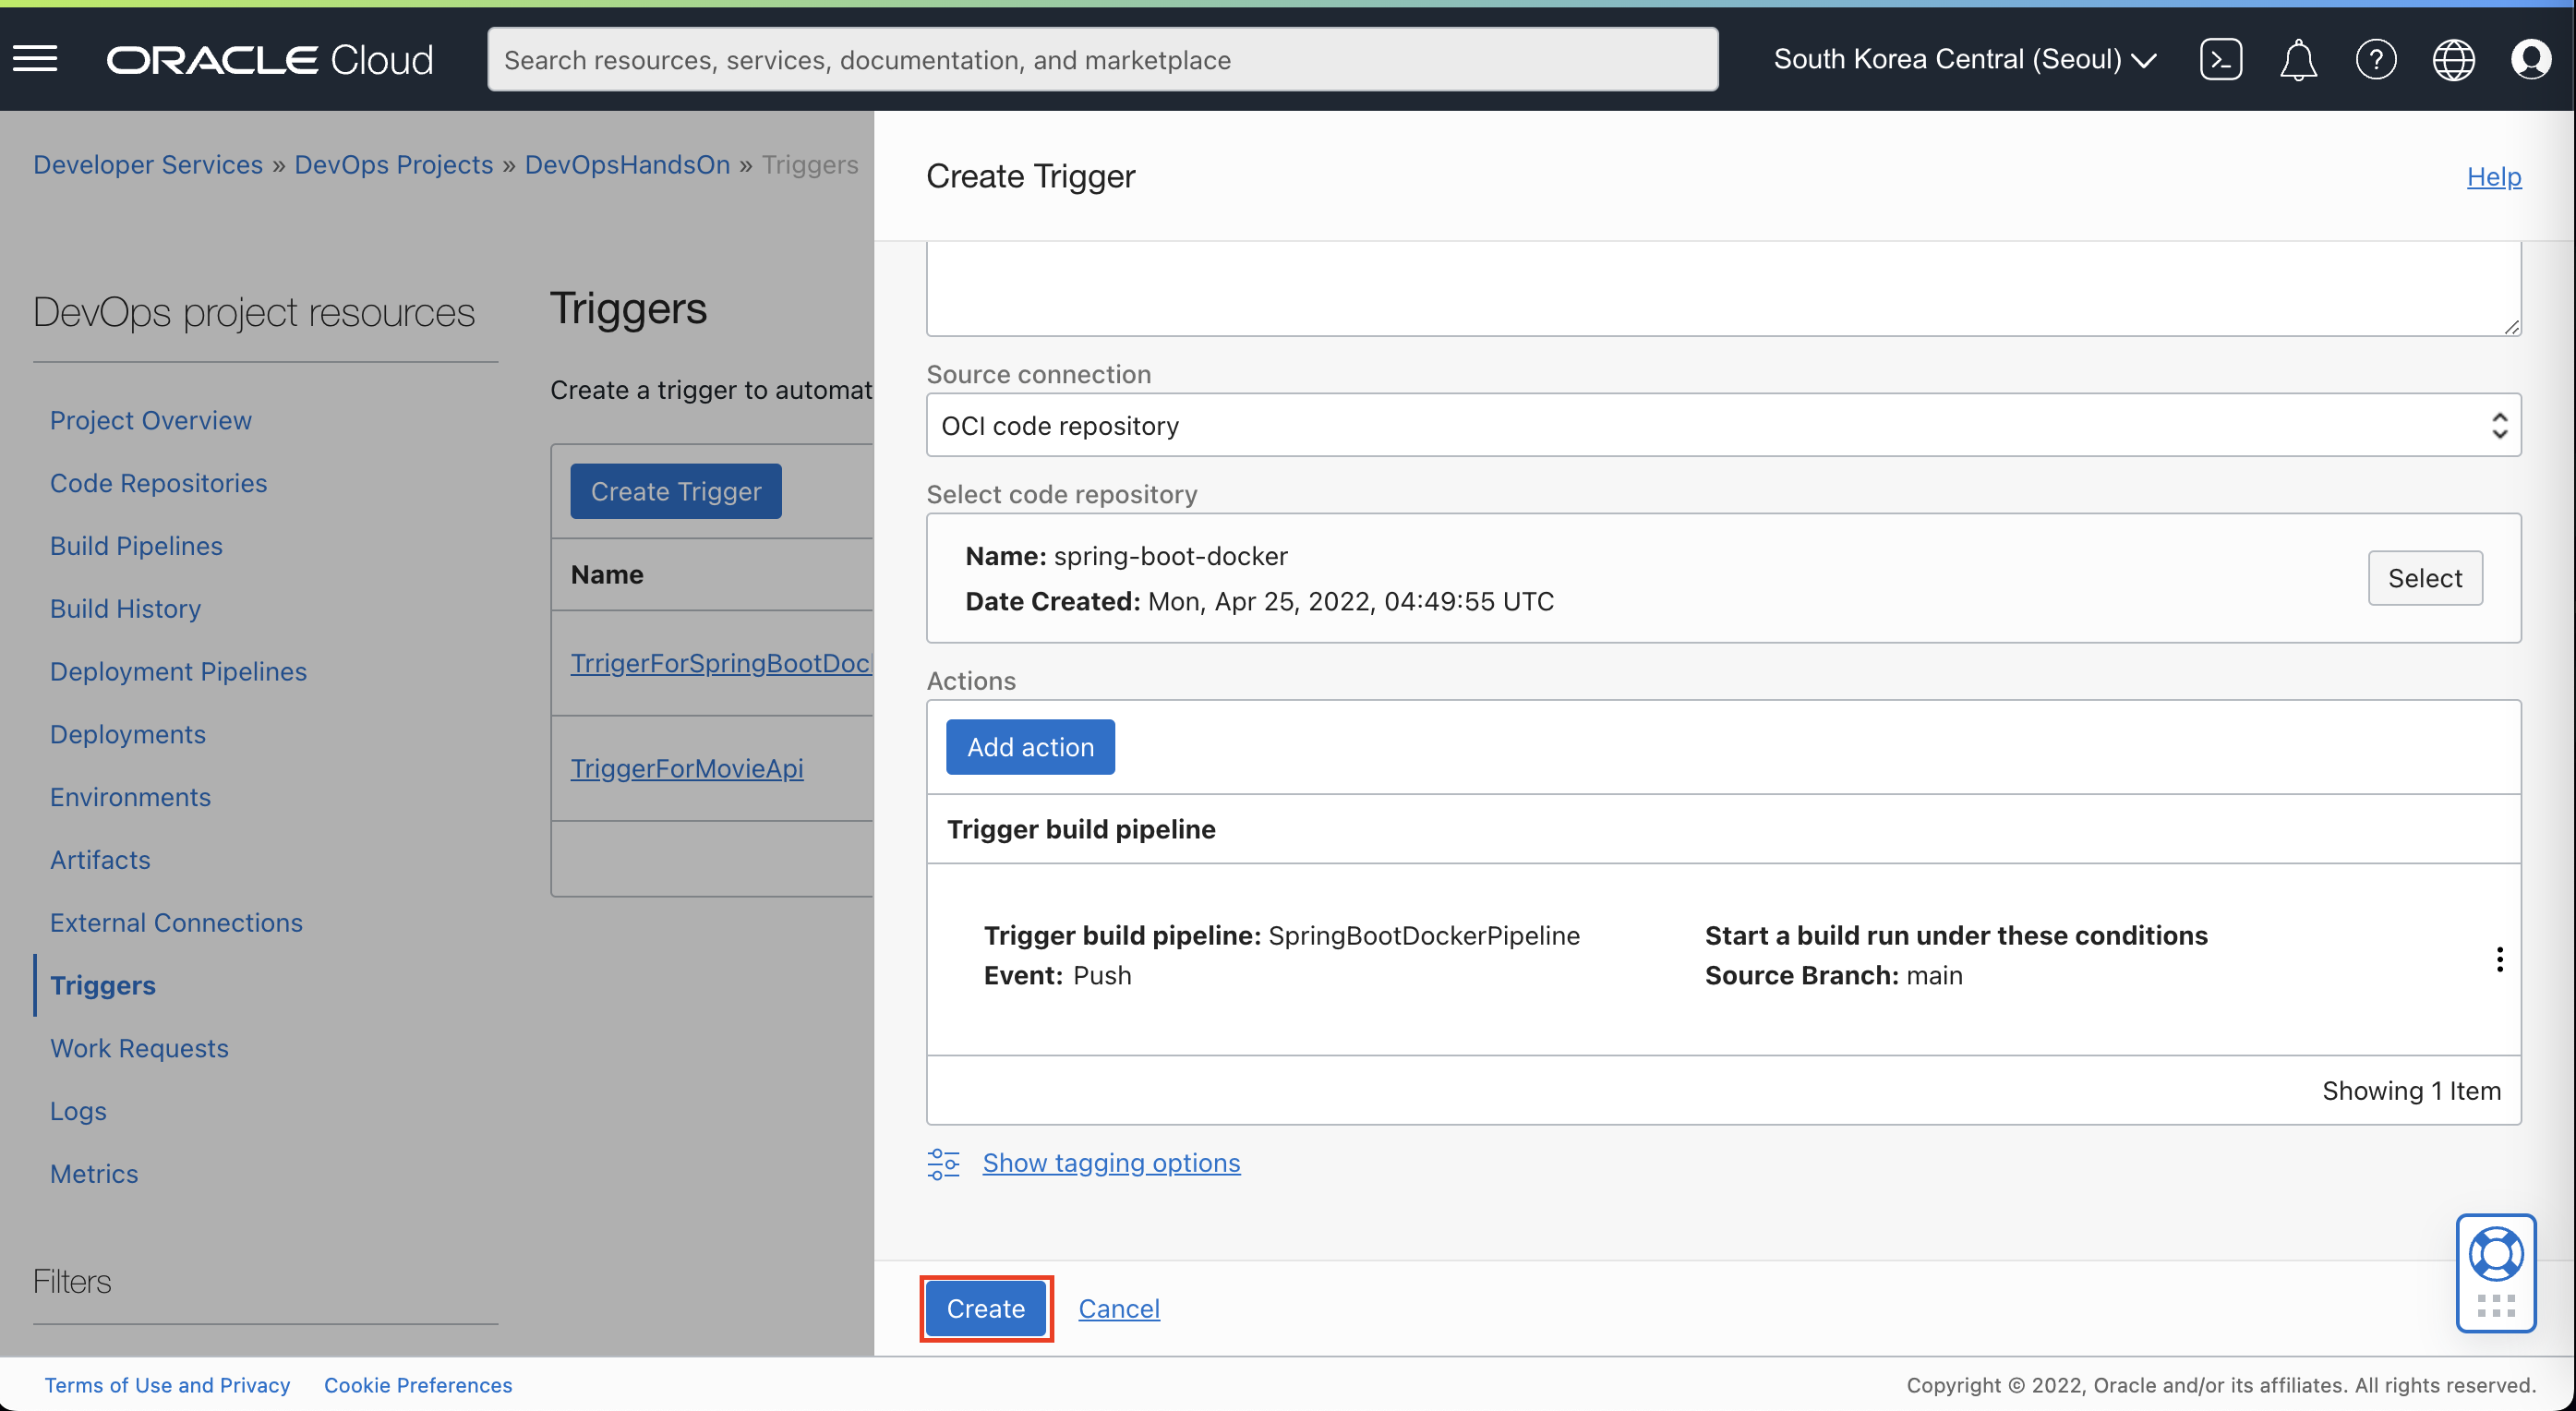 ORACLE Cloud
Search resources, services, documentation, and marketplace
South Korea Central (Seoul)
Developer Services » DevOps Projects » DevOpsHandsOn » Triggers
DevOps project resources
Project Overview
Code Repositories
Build Pipelines
Build History
Deployment Pipelines
Deployments
Environments
Artifacts
External Connections
Triggers
Work Requests
Logs
Metrics
Filters
Triggers
Create a trigger to automat
Create Trigger
Name
TrrigerForSpringBootDoc
TriggerForMovieApi
Create Trigger
Help
Source connection
OCI code repository
Select code repository
Name: spring-boot-docker
Date Created: Mon, Apr 25, 2022, 04:49:55 UTC
Select
Actions
Add action
Trigger build pipeline
Trigger build pipeline: SpringBootDockerPipeline
Event: Push
Start a build run under these conditions
Source Branch: main
Showing 1 Item
Show tagging options
Create
Cancel
Terms of Use and Privacy
Cookie Preferences
Copyright © 2022, Oracle and/or its affiliates. All rights reserved.